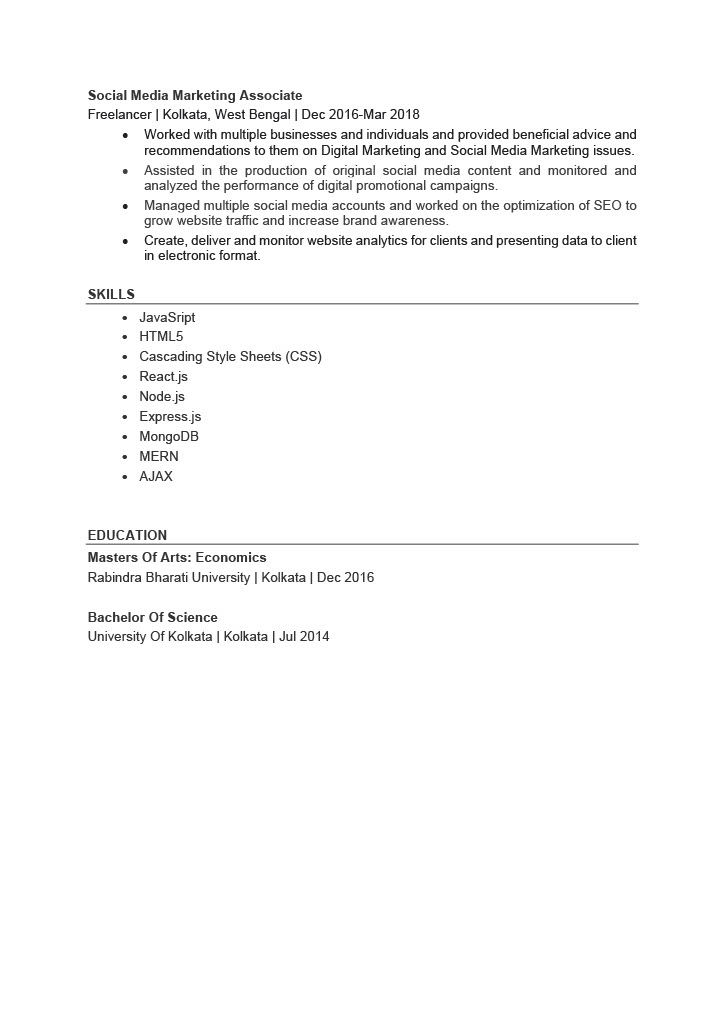 Social Media Marketing Associate
Freelancer | Kolkata, West Bengal | Dec 2016-Mar 2018
• Worked with multiple businesses and individuals and provided beneficial advice and
recommendations to them on Digital Marketing and Social Media Marketing issues.
• Assisted in the production of original social media content and monitored and
analyzed the performance of digital promotional campaigns.
• Managed multiple social media accounts and worked on the optimization of SEO to
grow website traffic and increase brand awareness.
• Create, deliver and monitor website analytics for clients and presenting data to client
in electronic format.
SKILLS
• JavaSript
• HTML5
• Cascading Style Sheets (CSS)
• React.js
• Node.js
• Express.js
• MongoDB
• MERN
• AJAX
EDUCATION
Masters Of Arts: Economics
Rabindra Bharati University | Kolkata | Dec 2016
Bachelor Of Science
University Of Kolkata | Kolkata | Jul 2014